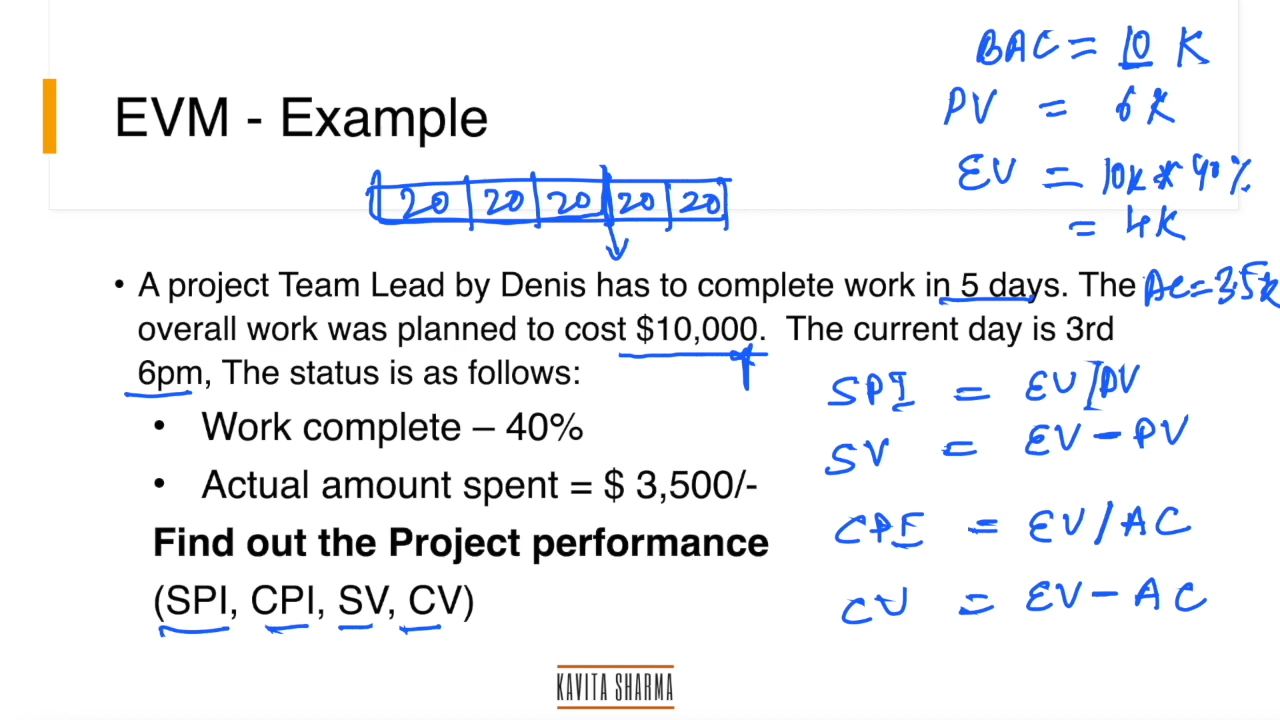 BAC = 10 K
PV = 6K
EV = 10K * 40%
= 4K
EVM - Example
20 20 20 20 20
• A project Team Lead by Denis has to complete work in 5 days. The
AC = 3.5K
overall work was planned to cost $10,000. The current day is 3rd
6pm, The status is as follows:
• Work complete – 40%
• Actual amount spent = $ 3,500/-
Find out the Project performance
(SPI, CPI, SV, CV)
SPI = EV/PV
SV = EV - PV
CPI = EV/AC
CV = EV - AC
KAVITA SHARMA